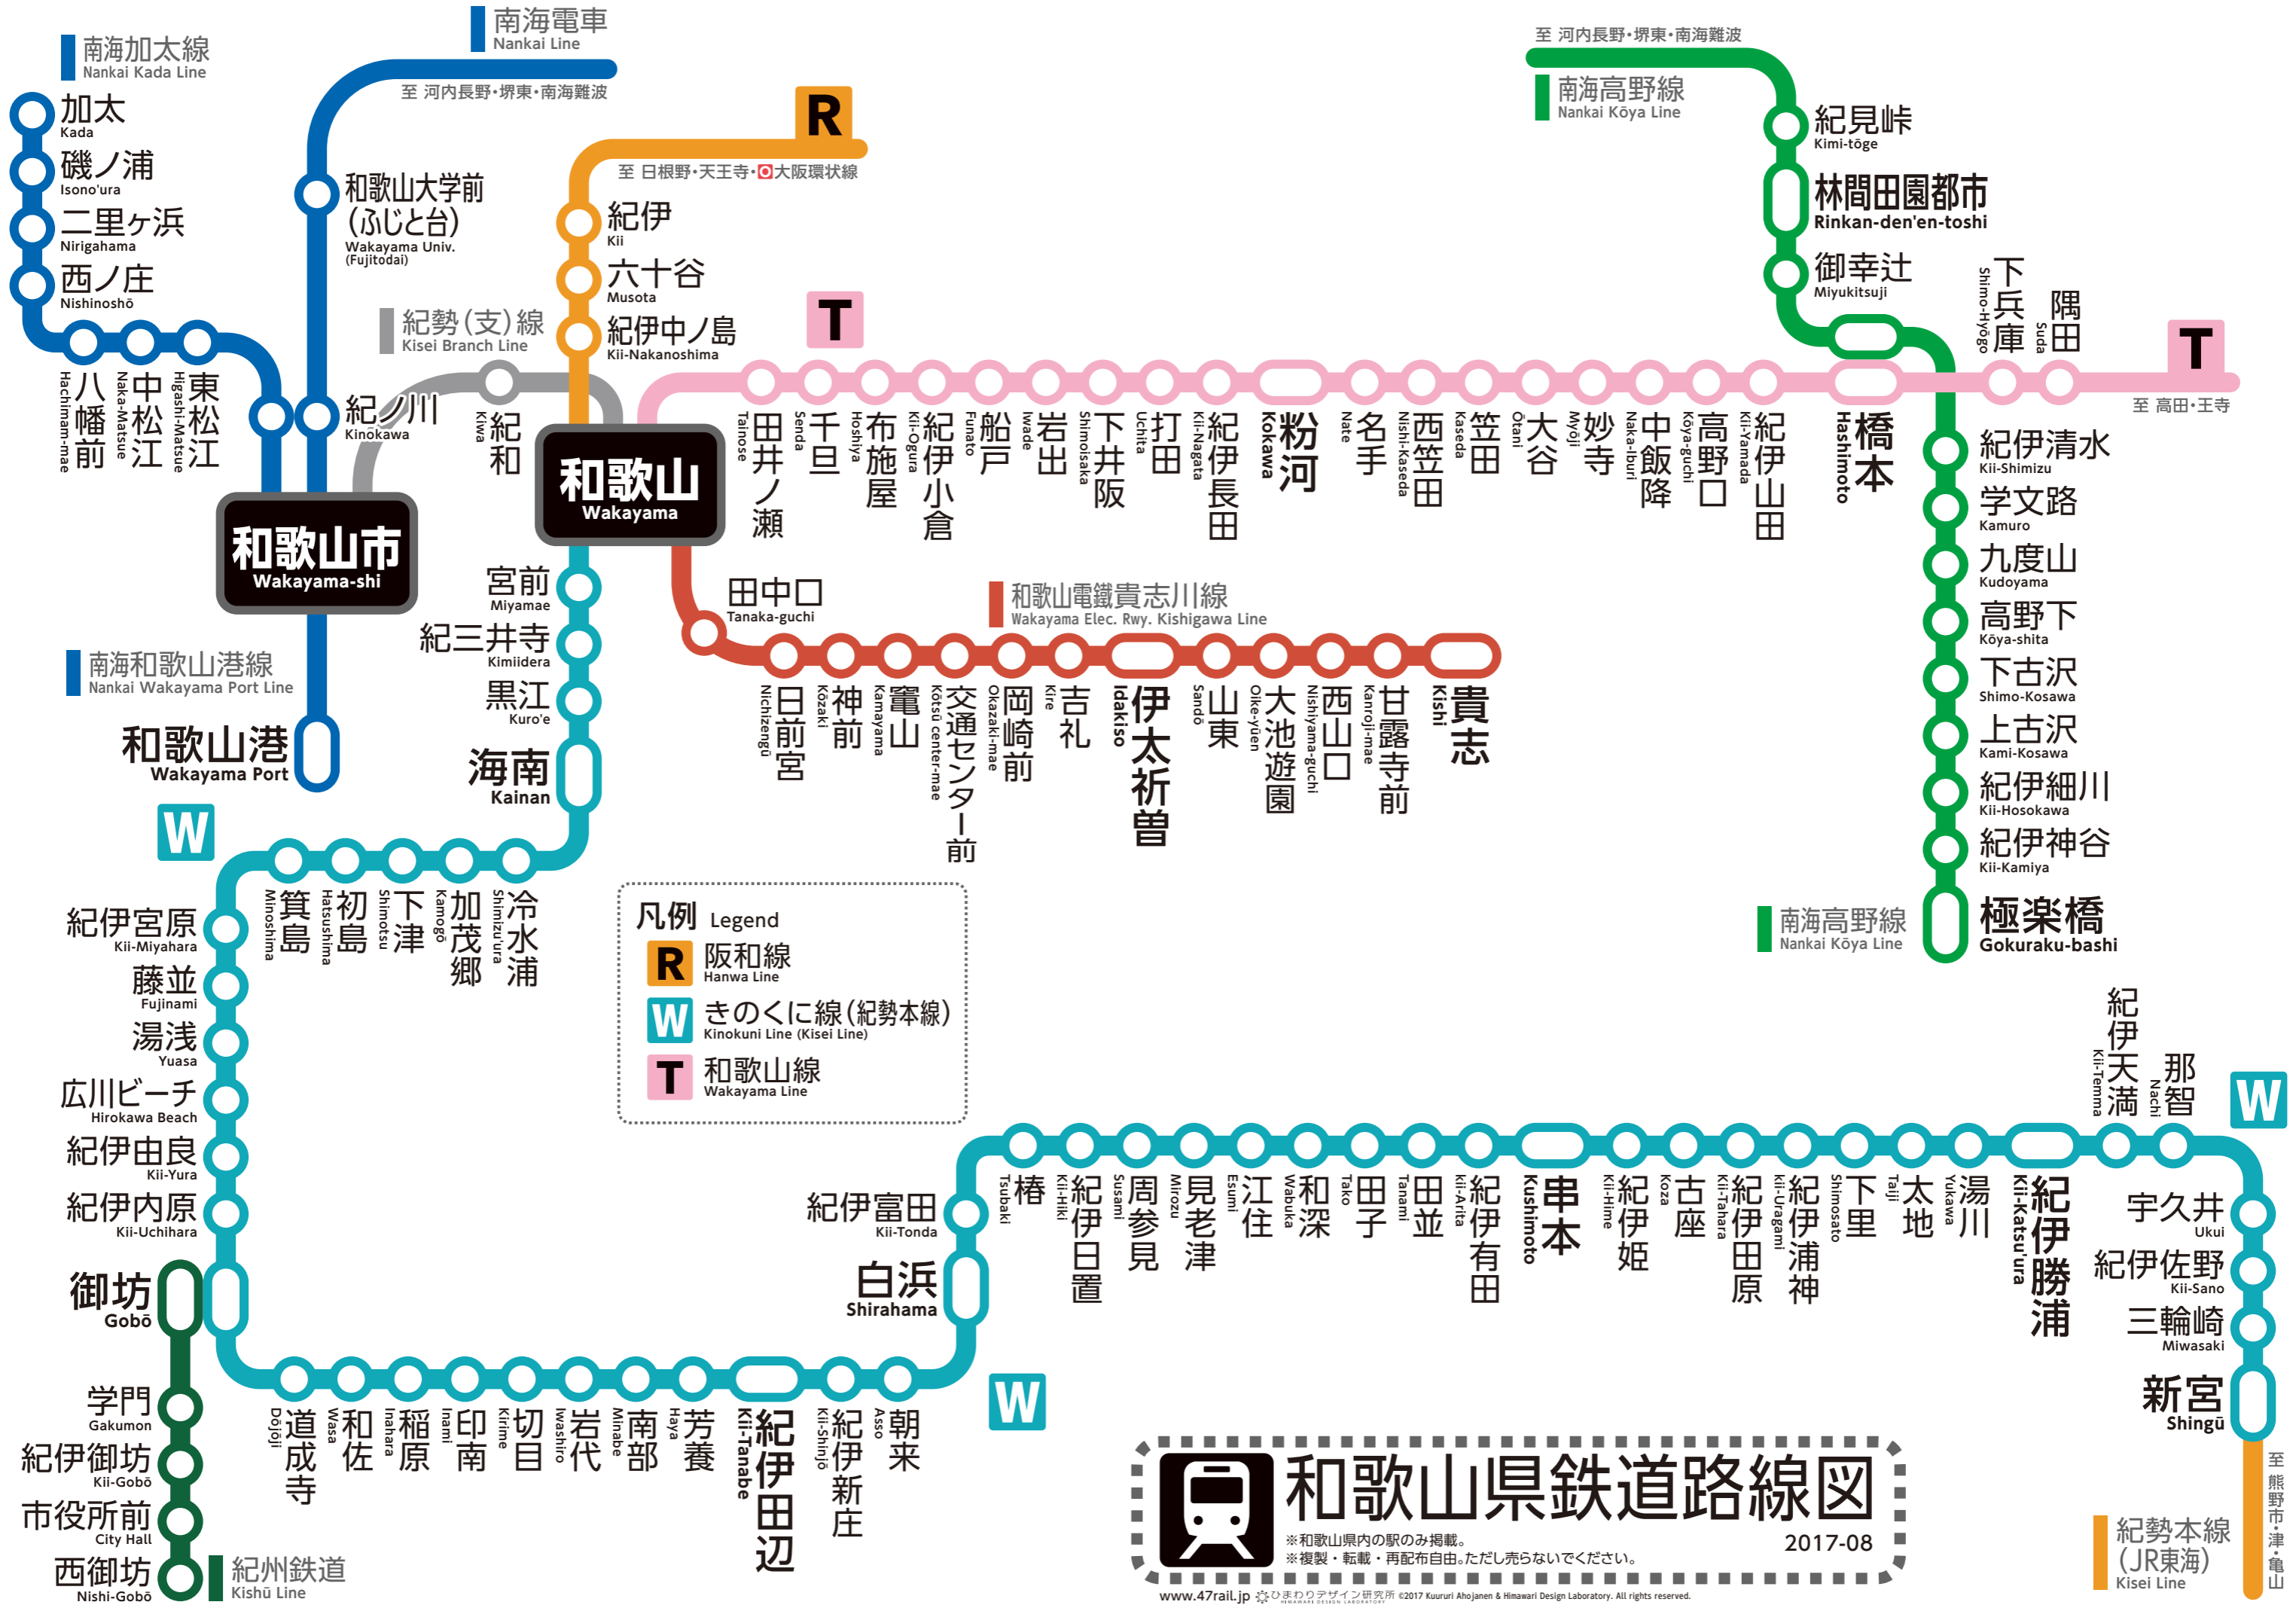 南海加太線
Nankai Kada Line
加太
Kada
磯ノ浦
Isono'ura
二里ヶ浜
Nirigahama
西ノ庄
Nishinoshō
八幡前
Hachimam-mae
中松江
Naka-Matsue
東松江
Higashi-Matsue
南海電車
Nankai Line
至 河内長野・堺東・南海難波
和歌山大学前
(ふじと台)
Wakayama Univ.
(Fujitodai)
紀ノ川
Kinokawa
和歌山市
Wakayama-shi
南海和歌山港線
Nankai Wakayama Port Line
和歌山港
Wakayama Port
紀勢(支)線
Kisei Branch Line
紀和
Kiwa
R
至 日根野・天王寺・O大阪環状線
紀伊
Kii
六十谷
Musota
紀伊中ノ島
Kii-Nakanoshima
和歌山
Wakayama
T
田井ノ瀬
Tainose
千旦
Senda
布施屋
Hoshiya
紀伊小倉
Kii-Ogura
船戸
Funato
岩出
Iwade
下井阪
Shimoisaka
打田
Uchita
紀伊長田
Kii-Nagata
粉河
Kokawa
名手
Nate
西笠田
Nishi-Kaseda
笠田
Kaseda
大谷
Ōtani
妙寺
Myōji
中飯降
Naka-Iburi
高野口
Kōya-guchi
紀伊山田
Kii-Yamada
橋本
Hashimoto
下兵庫
Shimo-Hyōgo
隅田
Suda
T
至 高田・王寺
至 河内長野・堺東・南海難波
南海高野線
Nankai Kōya Line
紀見峠
Kimi-tōge
林間田園都市
Rinkan-den'en-toshi
御幸辻
Miyukitsuji
紀伊清水
Kii-Shimizu
学文路
Kamuro
九度山
Kudoyama
高野下
Kōya-shita
下古沢
Shimo-Kosawa
上古沢
Kami-Kosawa
紀伊細川
Kii-Hosokawa
紀伊神谷
Kii-Kamiya
極楽橋
Gokuraku-bashi
南海高野線
Nankai Kōya Line
和歌山電鐵貴志川線
Wakayama Elec. Rwy. Kishigawa Line
田中口
Tanaka-guchi
日前宮
Nichizengū
神前
Kōzaki
竈山
Kamayama
交通センター前
Kōtsū center-mae
岡崎前
Okazaki-mae
吉礼
Kire
伊太祈曽
Idakiso
山東
Sandō
大池遊園
Oike-yūen
西山口
Nishiyama-guchi
甘露寺前
Kanroji-mae
貴志
Kishi
宮前
Miyamae
紀三井寺
Kimiidera
黒江
Kuro'e
海南
Kainan
W
冷水浦
Shimizu'ura
加茂郷
Kamogō
下津
Shimotsu
初島
Hatsushima
箕島
Minoshima
紀伊宮原
Kii-Miyahara
藤並
Fujinami
湯浅
Yuasa
広川ビーチ
Hirokawa Beach
紀伊由良
Kii-Yura
紀伊内原
Kii-Uchihara
御坊
Gobō
学門
Gakumon
紀伊御坊
Kii-Gobō
市役所前
City Hall
西御坊
Nishi-Gobō
紀州鉄道
Kishū Line
凡例 Legend
R 阪和線
Hanwa Line
W きのくに線(紀勢本線)
Kinokuni Line (Kisei Line)
T 和歌山線
Wakayama Line
道成寺
Dōjōji
和佐
Wasa
稲原
Inahara
印南
Inami
切目
Kirime
岩代
Iwashiro
南部
Minabe
芳養
Haya
紀伊田辺
Kii-Tanabe
紀伊新庄
Kii-Shinjō
朝来
Asso
W
白浜
Shirahama
紀伊富田
Kii-Tonda
椿
Tsubaki
紀伊日置
Kii-Hiki
周参見
Susami
見老津
Mirozu
江住
Esumi
和深
Wabuka
田子
Tako
田並
Tanami
紀伊有田
kii-Arita
串本
Kushimoto
紀伊姫
Kii-Hime
古座
Koza
紀伊田原
Kii-Tahara
紀伊浦神
kii-Uragami
下里
Shimosato
太地
Taiji
湯川
Yukawa
紀伊勝浦
Kii-Katsu'ura
紀伊天満
Kii-Temma
那智
Nachi
W
宇久井
Ukui
紀伊佐野
Kii-Sano
三輪崎
Miwasaki
新宮
Shingū
至 熊野市・津・亀山
紀勢本線
(JR東海)
Kisei Line
和歌山県鉄道路線図
※和歌山県内の駅のみ掲載。
※複製・転載・再配布自由。ただし売らないでください。
2017-08
www.47rail.jp ひまわりデザイン研究所 ©2017 Kuururi Ahojanen & Himawari Design Laboratory. All rights reserved.
HIMAWARI DESIGN LABORATORY